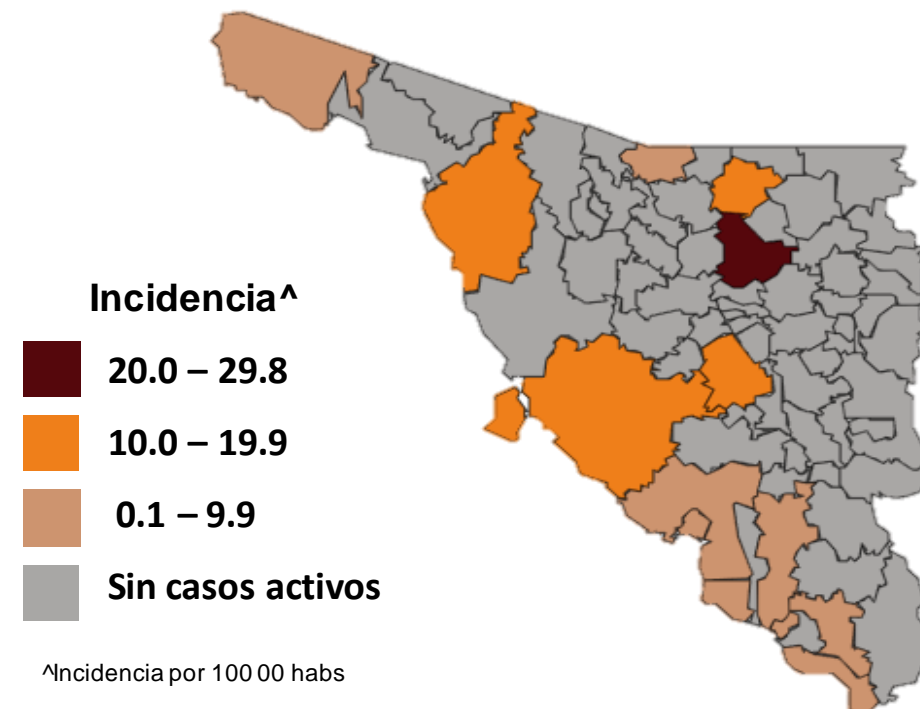 Incidencia^
20.0 – 29.8
10.0 – 19.9
0.1 – 9.9
Sin casos activos
^Incidencia por 100 00 habs